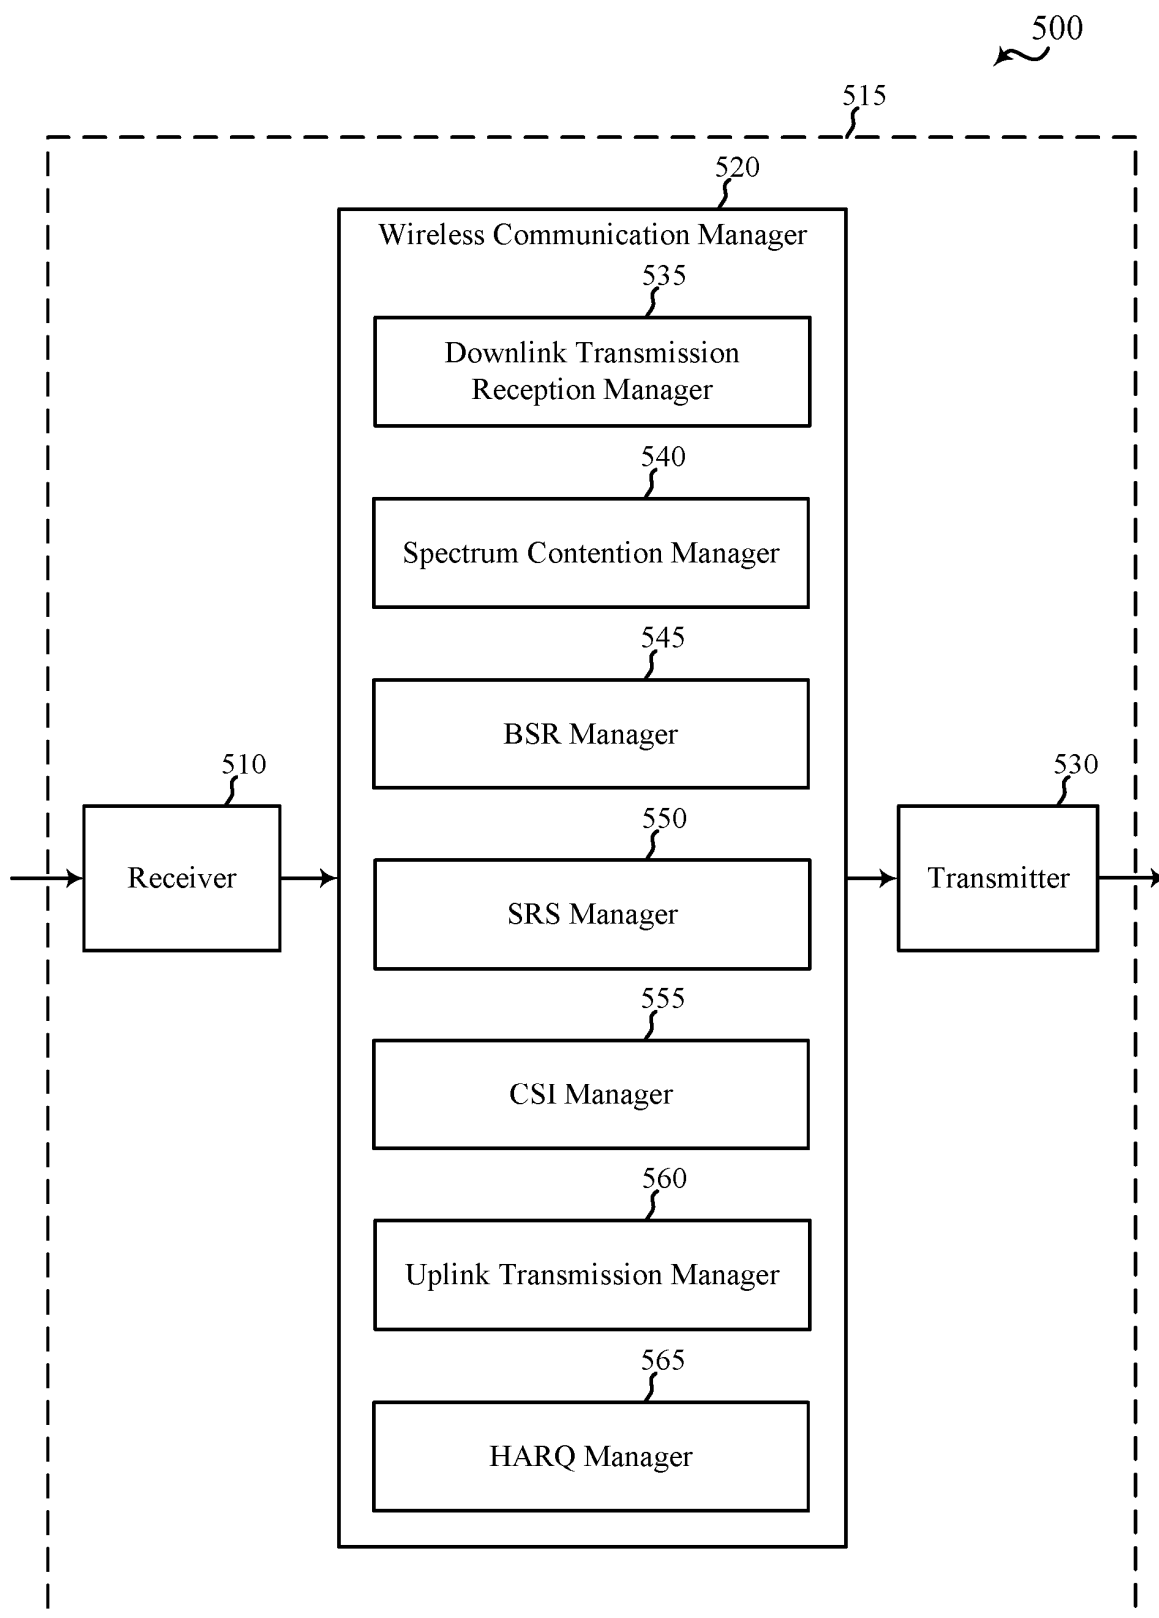 500
515
520
Wireless Communication Manager
535
Downlink Transmission
Reception Manager
540
Spectrum Contention Manager
545
BSR Manager
510
Receiver
550
SRS Manager
530
Transmitter
555
CSI Manager
560
Uplink Transmission Manager
565
HARQ Manager